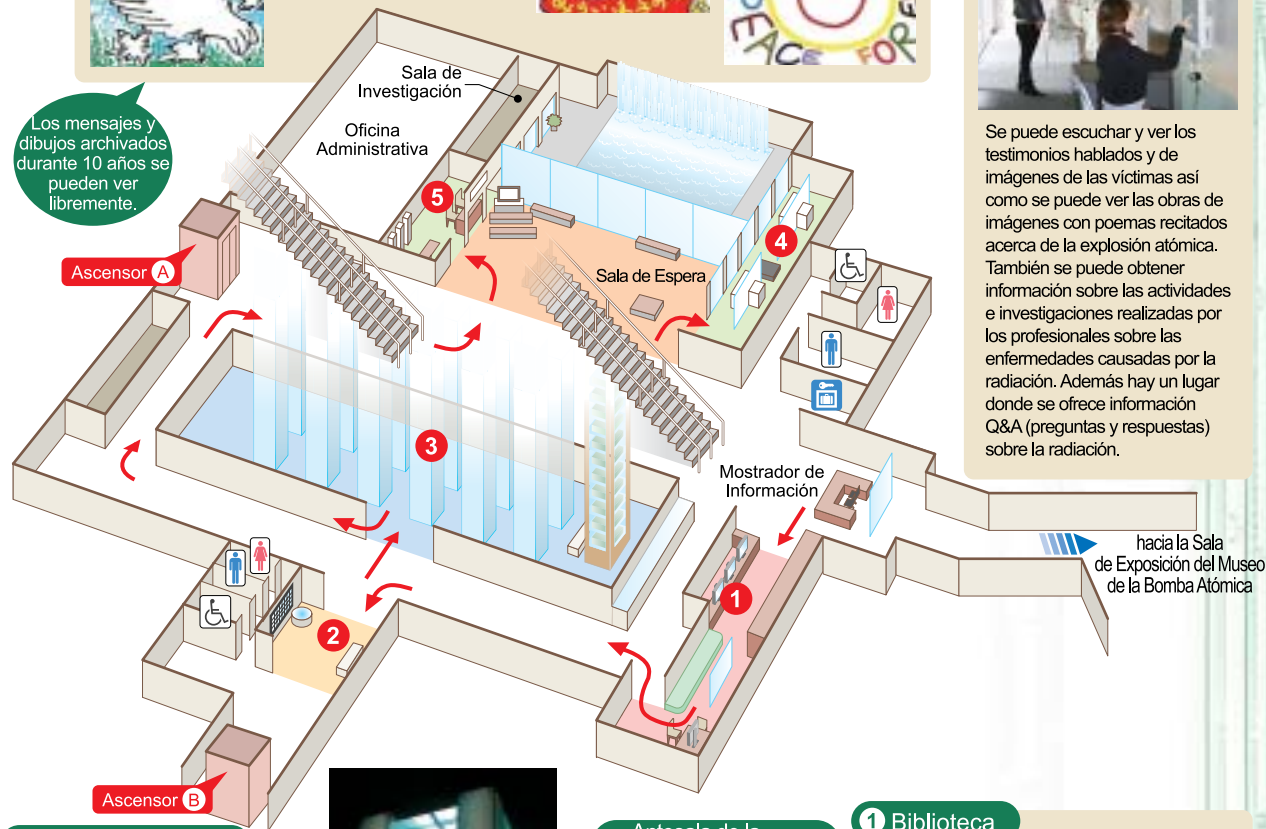 PEACE FOR
Sala de
Investigación
Oficina
Administrativa
Los mensajes y
dibujos archivados
durante 10 años se
pueden ver
libremente.
Ascensor A
5
4
Sala de Espera
3
Mostrador de
Información
1
2
Ascensor B
hacia la Sala
de Exposición del Museo
de la Bomba Atómica
Se puede escuchar y ver los
testimonios hablados y de
imágenes de las víctimas así
como se puede ver las obras de
imágenes con poemas recitados
acerca de la explosión atómica.
También se puede obtener
información sobre las actividades
e investigaciones realizadas por
los profesionales sobre las
enfermedades causadas por la
radiación. Además hay un lugar
donde se ofrece información
Q&A (preguntas y respuestas)
sobre la radiación.
Antesala de la
1 Biblioteca